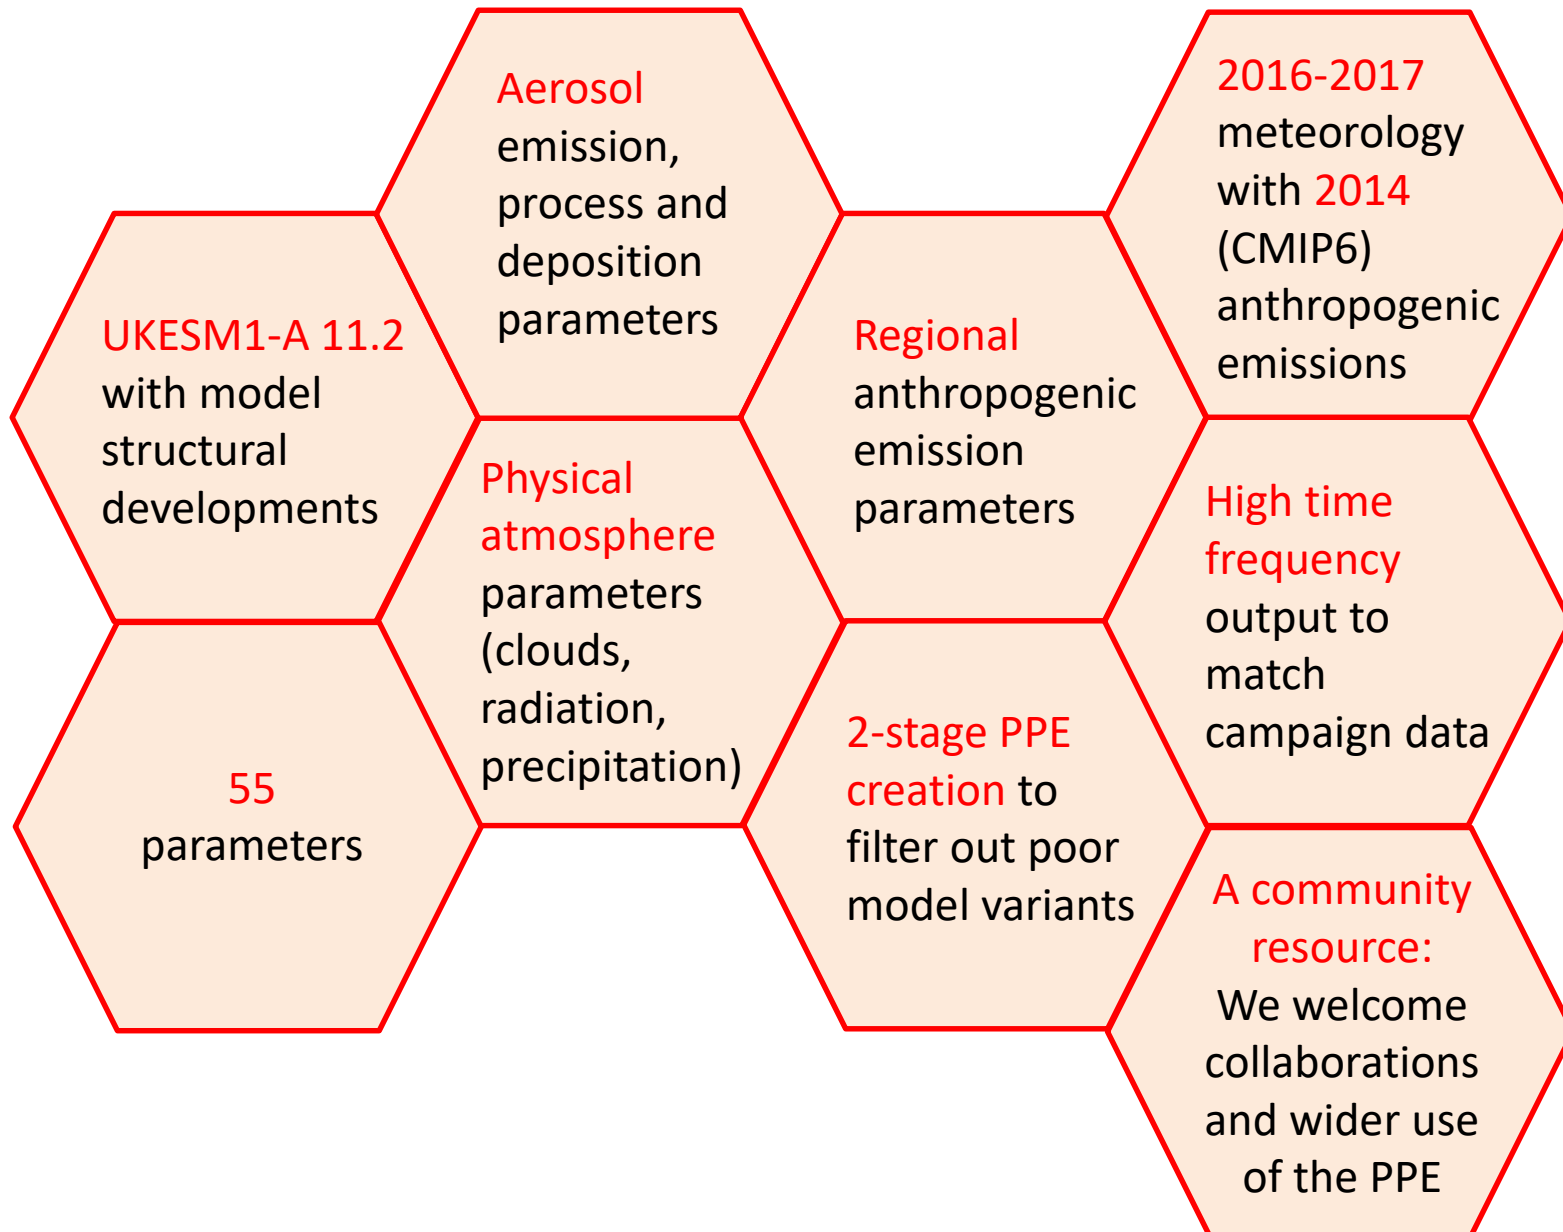 UKESM1-A 11.2
with model
structural
developments
55
parameters
Aerosol
emission,
process and
deposition
parameters
Physical
atmosphere
parameters
(clouds,
radiation,
precipitation)
Regional
anthropogenic
emission
parameters
2-stage PPE
creation to
filter out poor
model variants
2016-2017
meteorology
with 2014
(CMIP6)
anthropogenic
emissions
High time
frequency
output to
match
campaign data
A community
resource:
We welcome
collaborations
and wider use
of the PPE